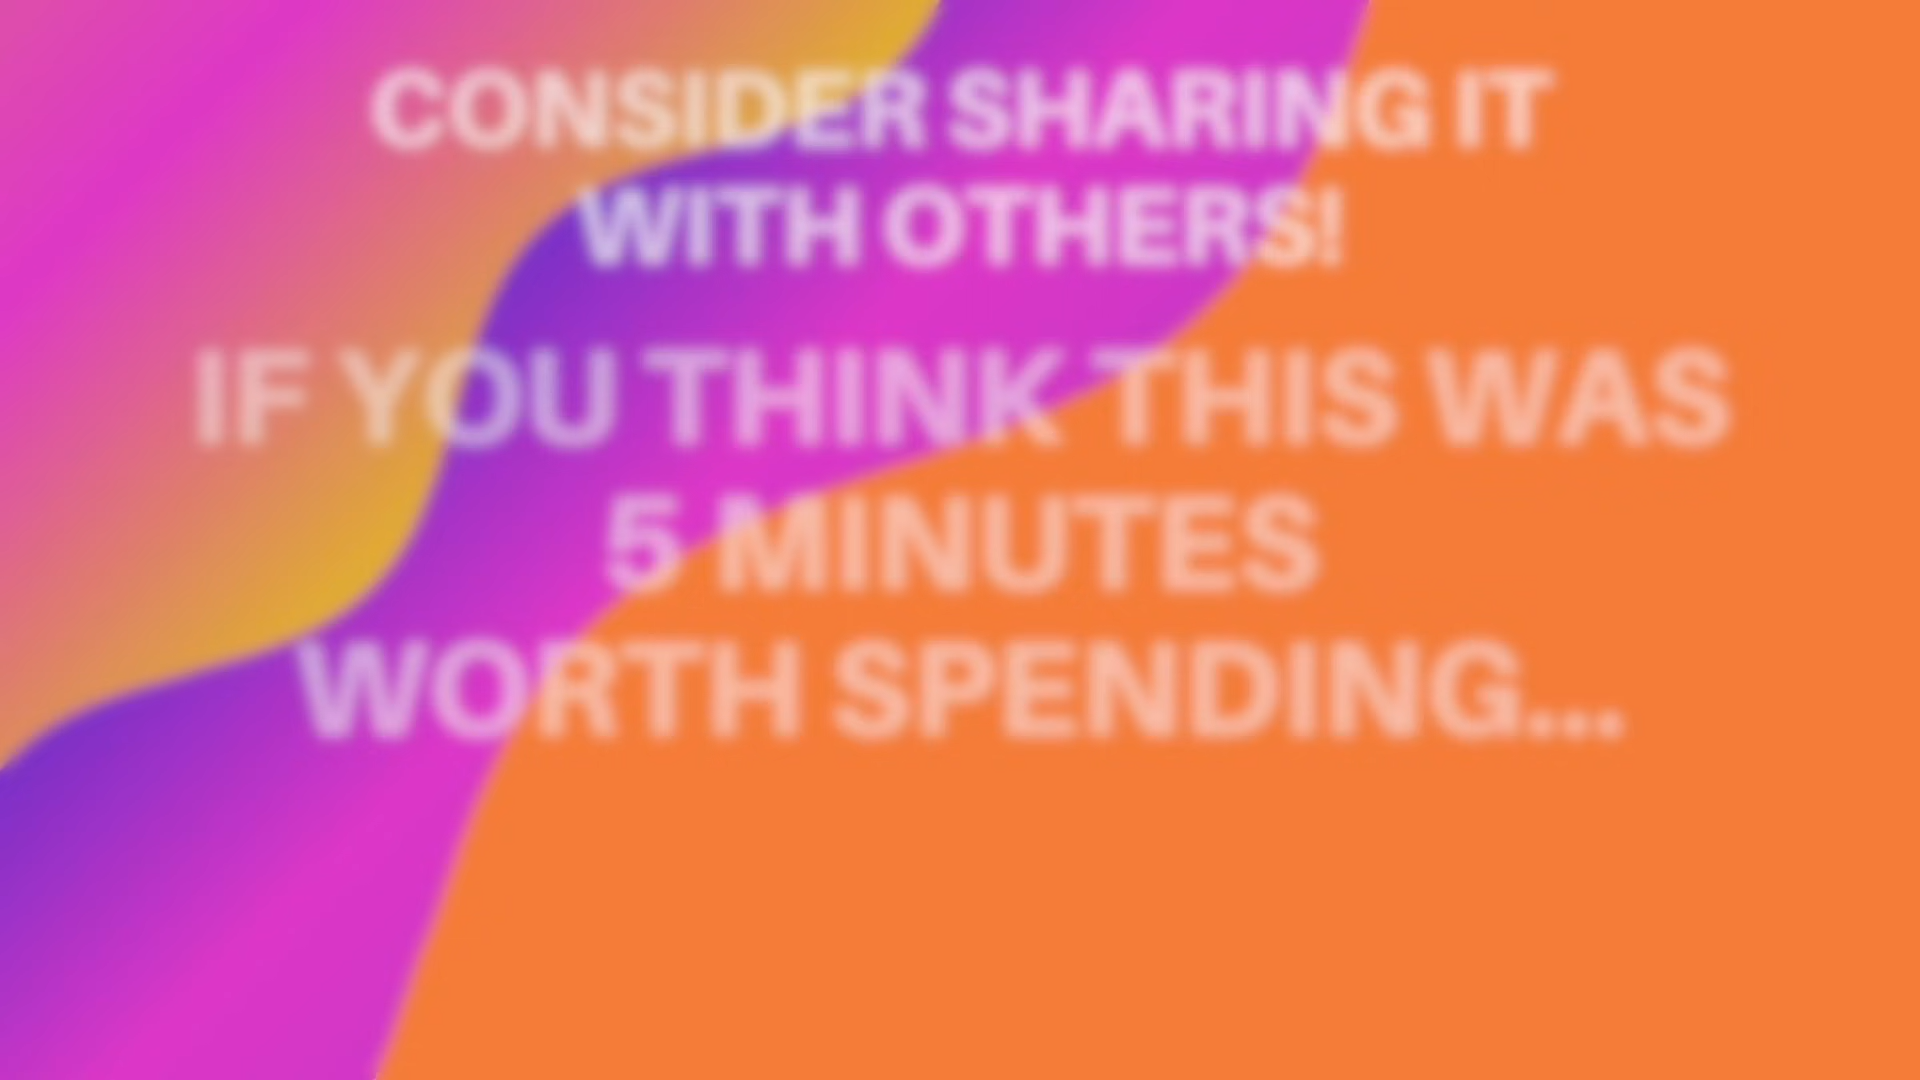 CONSIDER SHARING IT
WITH OTHERS!
IF YOU THINK THIS WAS
5 MINUTES
WORTH SPENDING...